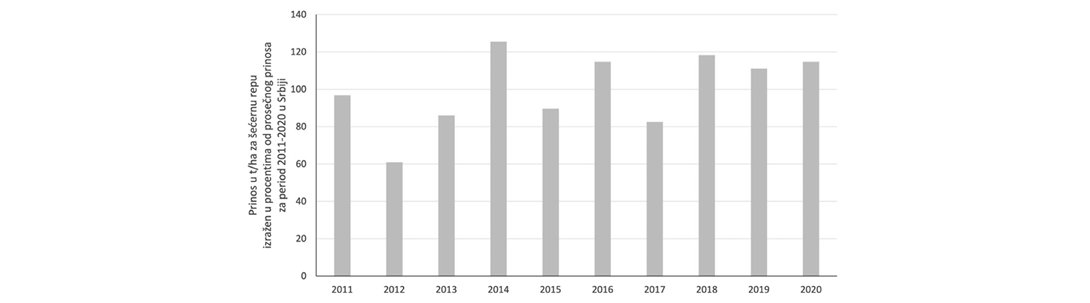 Prinos u t/ha za šećernu repu
izražen u procentima od prosečnog prinosa
za period 2011-2020 u Srbiji
140
120
100
80
60
40
20
0
2011 2012 2013 2014 2015 2016 2017 2018 2019 2020